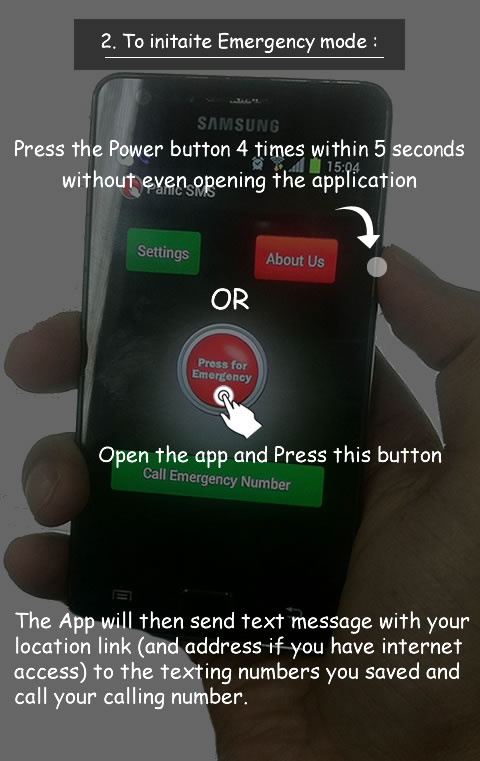 2. To initaite Emergency mode :
SAMSUNG
Press the Power button 4 times within 5 seconds
15:04
without even opening the application
Panic SMS
Settings
About Us
OR
Press for
Emergency
Open the app and Press this button
Call Emergency Number
The App will then send text message with your
location link (and address if you have internet
access) to the texting numbers you saved and
call your calling number.